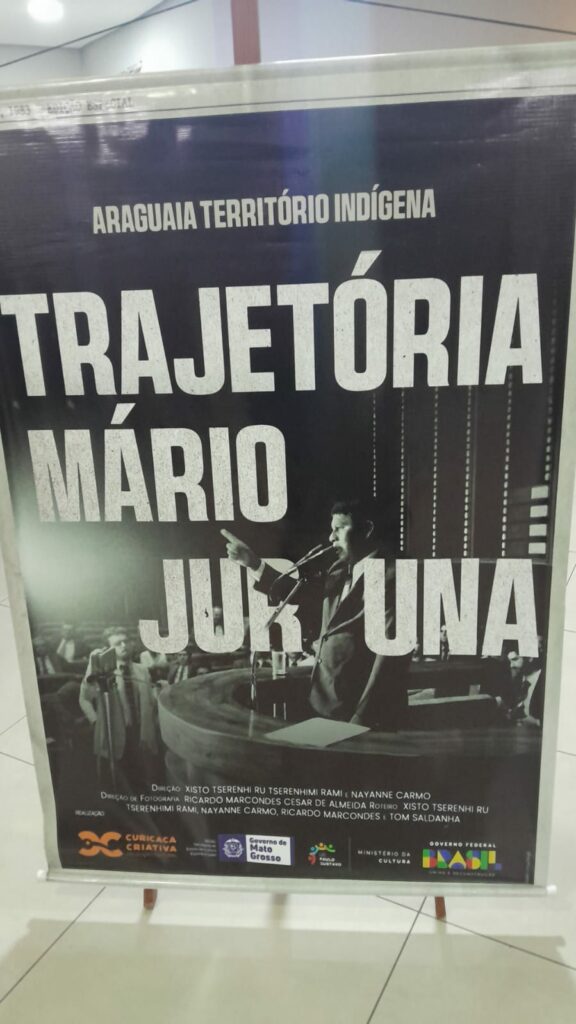 ARAGUAIA TERRITÓRIO INDÍGENA
TRAJETÓRIA
MÁRIO
JURUNA
DIREÇÃO: XISTO TSERENHI RU TSERENHIMI RAMI E NAYANNE CARMO
DIREÇÃO DE FOTOGRAFIA: RICARDO MARCONDES CESAR DE ALMEIDA ROTEIRO: XISTO TSERENHI RU
TSERENHIMI RAMI, NAYANNE CARMO, RICARDO MARCONDES E TOM SALDANHA
REALIZAÇÃO
CURICACA
CRIATIVA
Governo de
Mato
Grosso
PAULO
GUSTAVO
MINISTÉRIO DA
CULTURA
GOVERNO FEDERAL
BRASIL
UNIÃO E RECONSTRUÇÃO